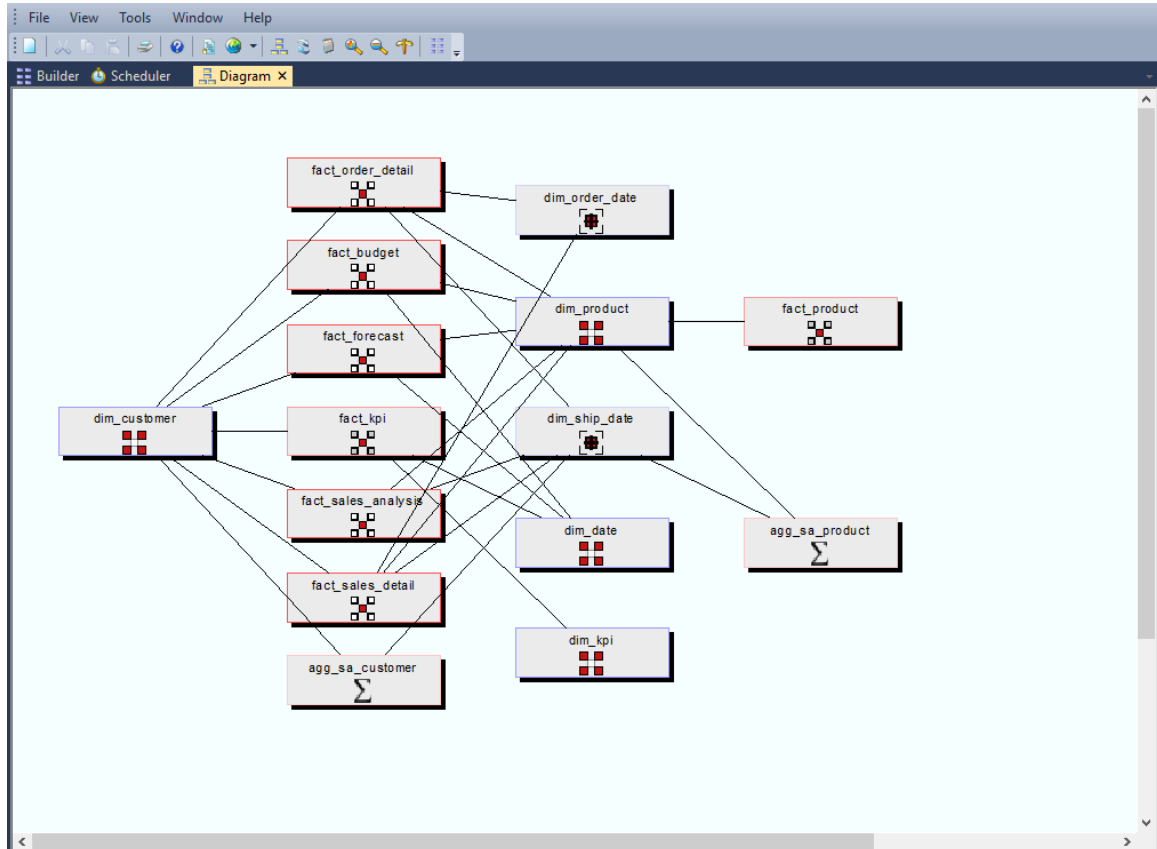 File View Tools Window Help
Builder Scheduler Diagram
fact_order_detail
dim_order_date
fact_budget
dim_product
fact_product
fact_forecast
dim_customer
fact_kpi
dim_ship_date
fact_sales_analysis
dim_date
agg_sa_product
Σ
fact_sales_detail
dim_kpi
agg_sa_customer
Σ